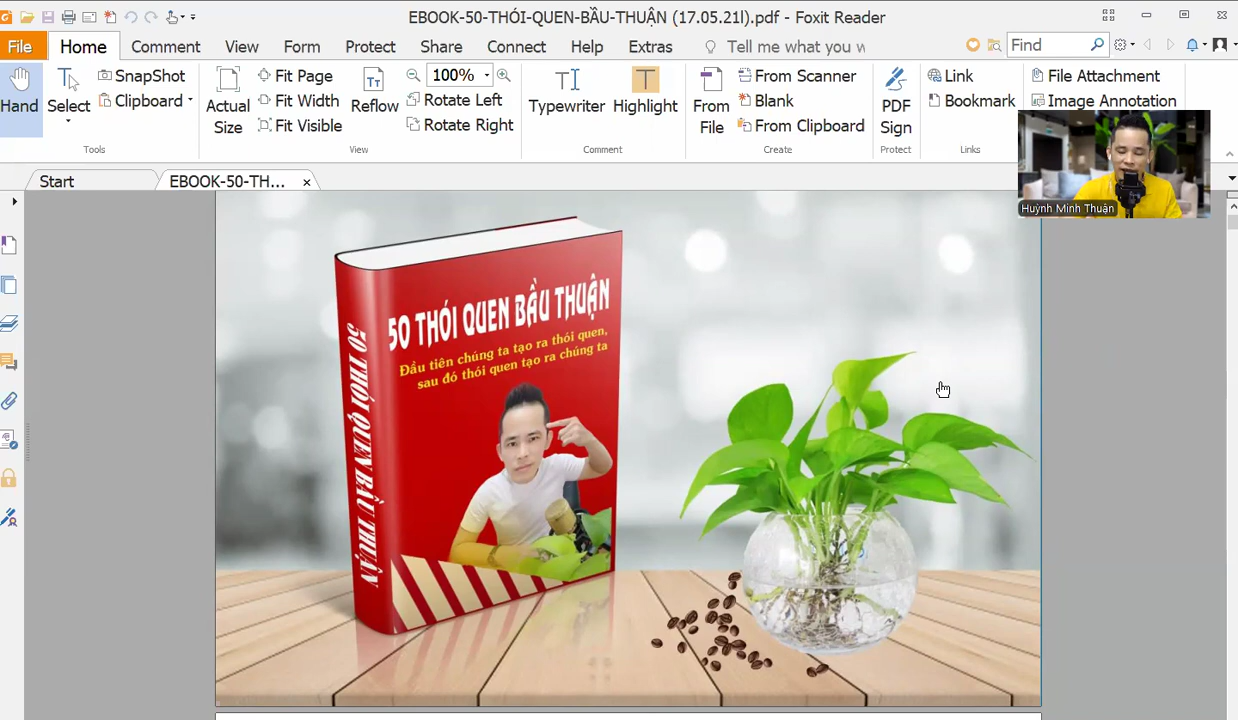 EBOOK-50-THÓI-QUEN-BẦU-THUẬN (17.05.21l).pdf - Foxit Reader
File Home Comment View Form Protect Share Connect Help Extras Tell me what you w Find
Hand
Select
SnapShot
Clipboard
Tools
Actual Size
Fit Page
Fit Width
Fit Visible
Reflow
100%
Rotate Left
Rotate Right
View
Typewriter
Highlight
Comment
From File
From Scanner
Blank
From Clipboard
Create
PDF Sign
Protect
Link
Bookmark
Links
File Attachment
Image Annotation
Huỳnh Minh Thuận
Start EBOOK-50-TH...
50 THÓI QUEN BẦU THUẬN
Đầu tiên chúng ta tạo ra thói quen,
sau đó thói quen tạo ra chúng ta
50 THÓI QUEN BẦU THUẬN